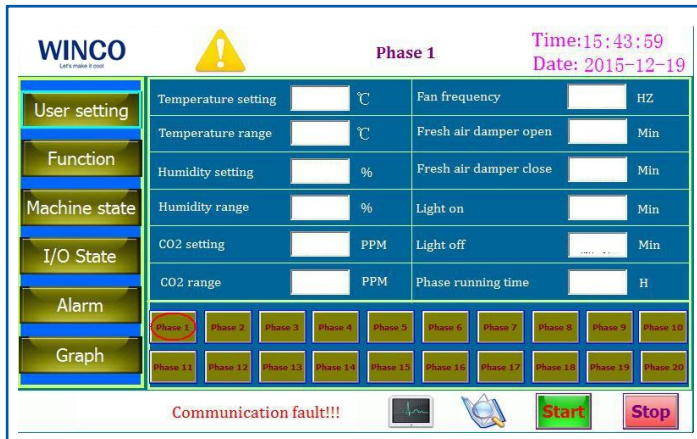 WINCO
Let's make it cool
Phase 1
Time:15:43:59
Date: 2015-12-19
User setting
Function
Machine state
I/O State
Alarm
Graph
Temperature setting ℃ Fan frequency HZ
Temperature range ℃ Fresh air damper open Min
Humidity setting % Fresh air damper close Min
Humidity range % Light on Min
CO2 setting PPM Light off Min
CO2 range PPM Phase running time H
Phase 1 Phase 2 Phase 3 Phase 4 Phase 5 Phase 6 Phase 7 Phase 8 Phase 9 Phase 10
Phase 11 Phase 12 Phase 13 Phase 14 Phase 15 Phase 16 Phase 17 Phase 18 Phase 19 Phase 20
Communication fault!!! Start Stop